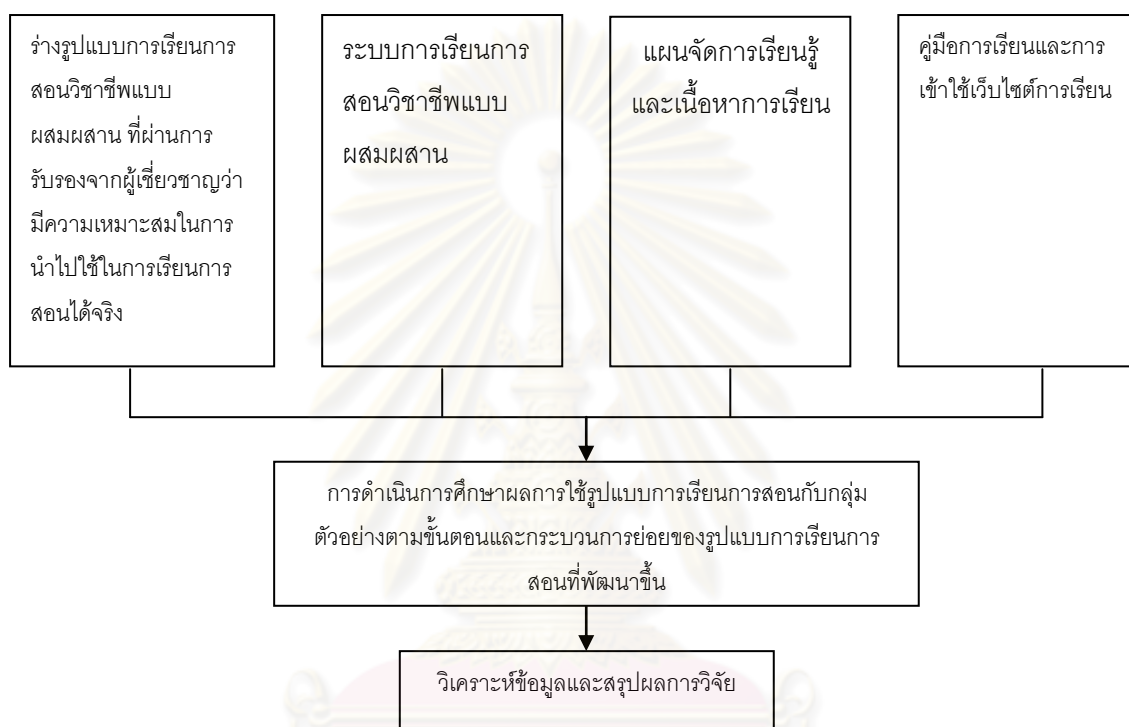 ร่างรูปแบบการเรียนการ
สอนวิชาชีพแบบ
ผสมผสาน ที่ผ่านการ
รับรองจากผู้เชี่ยวชาญว่า
มีความเหมาะสมในการ
นำไปใช้ในการเรียนการ
สอนได้จริง
ระบบการเรียนการ
สอนวิชาชีพแบบ
ผสมผสาน
แผนจัดการเรียนรู้
และเนื้อหาการเรียน
คู่มือการเรียนและการ
เข้าใช้เว็บไซต์การเรียน
การดำเนินการศึกษาผลการใช้รูปแบบการเรียนการสอนกับกลุ่ม
ตัวอย่างตามขั้นตอนและกระบวนการย่อยของรูปแบบการเรียนการ
สอนที่พัฒนาขึ้น
วิเคราะห์ข้อมูลและสรุปผลการวิจัย